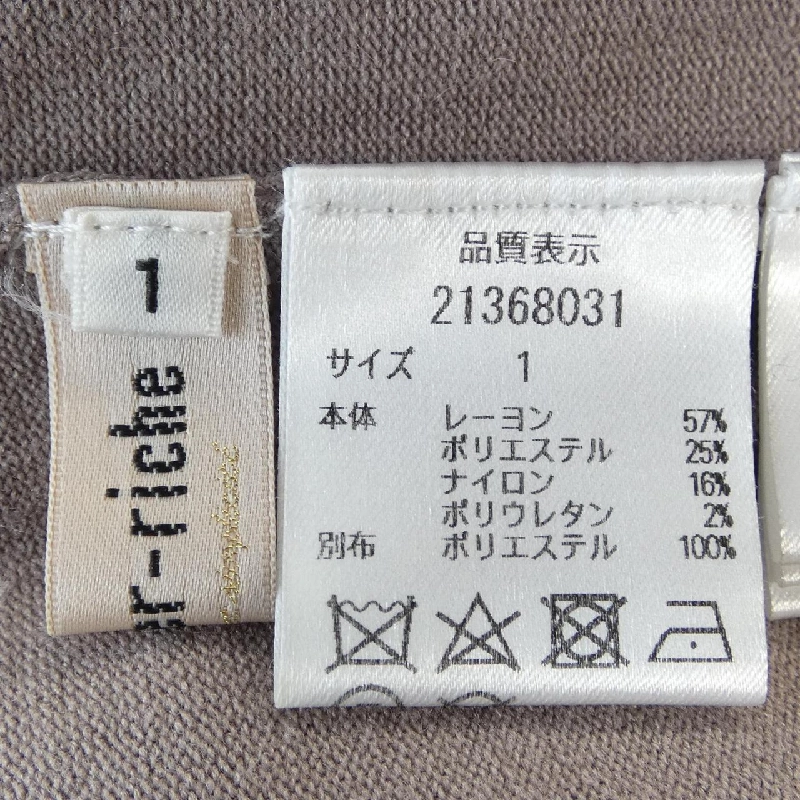 1
er-riche
品質表示
21368031
サイズ 1
本体 レーヨン 57%
ポリエステル 25%
ナイロン 16%
ポリウレタン 2%
別布 ポリエステル 100%